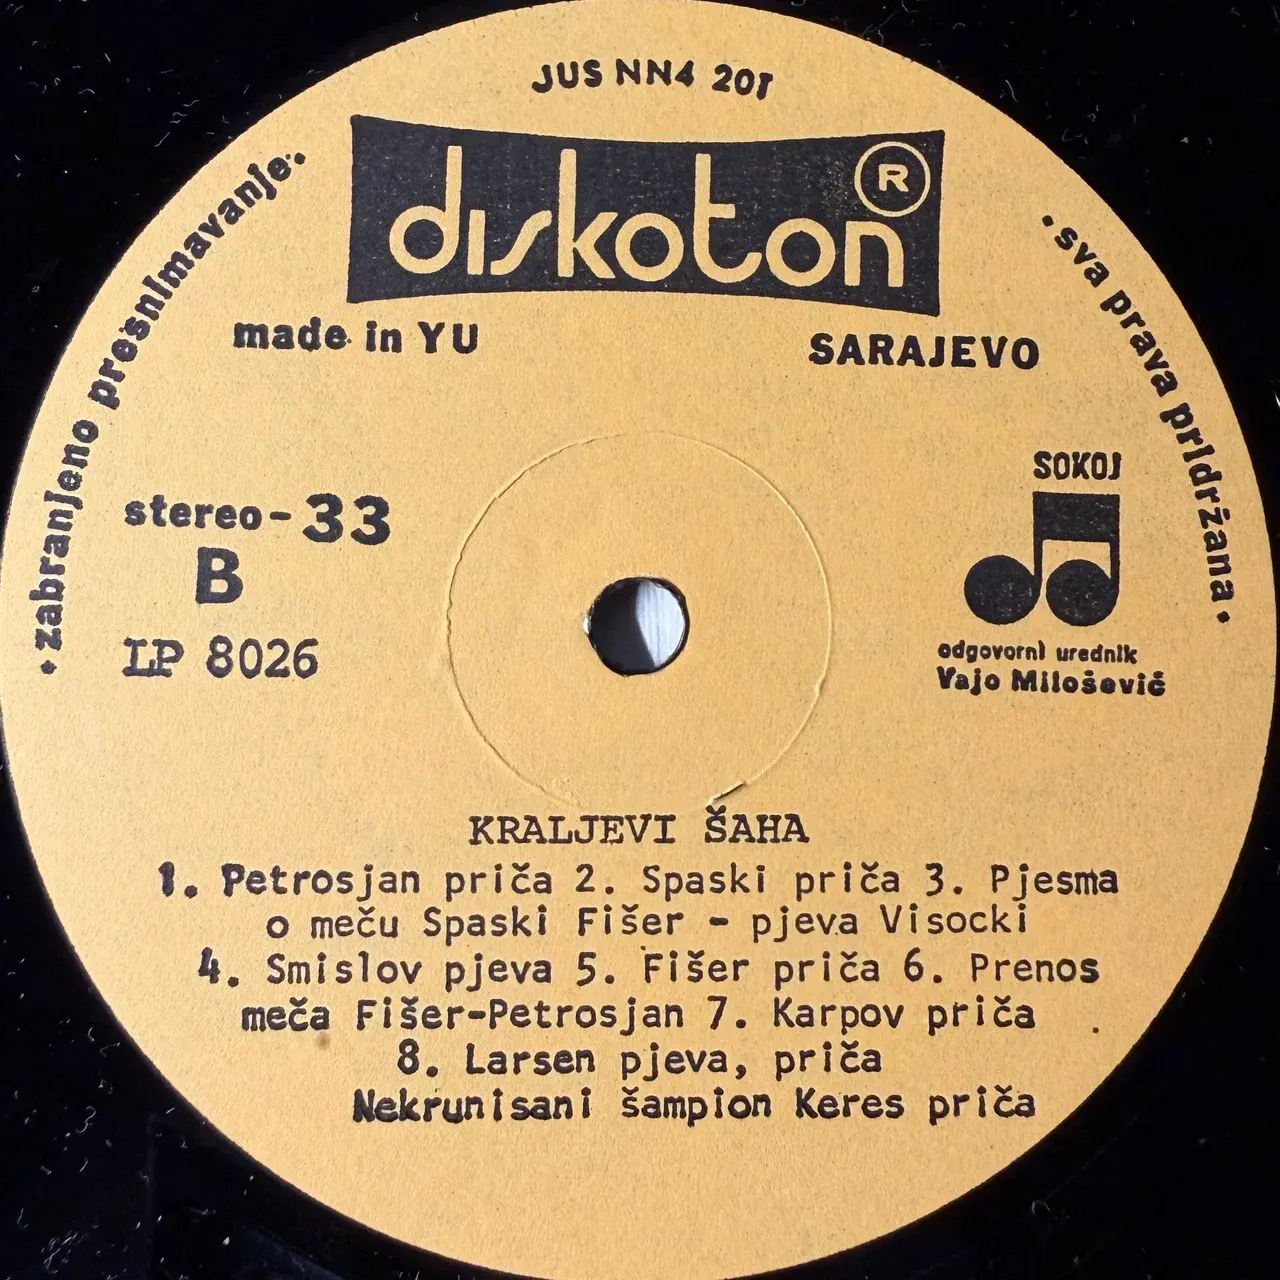 JUS NN4 201
diskoton ®
made in YU
SARAJEVO
·zabranjeno presnimavanje·
·sva prava pridržana·
stereo-33
B
LP 8026
SOKOJ
odgovorni urednik
Vajo Milošević
KRALJEVI ŠAHA
1. Petrosjan priča 2. Spaski priča 3. Pjesma
o meču Spaski Fišer - pjeva Visocki
4. Smislov pjeva 5. Fišer priča 6. Prenos
meča Fišer-Petrosjan 7. Karpov priča
8. Larsen pjeva, priča
Nekrunisani šampion Keres priča